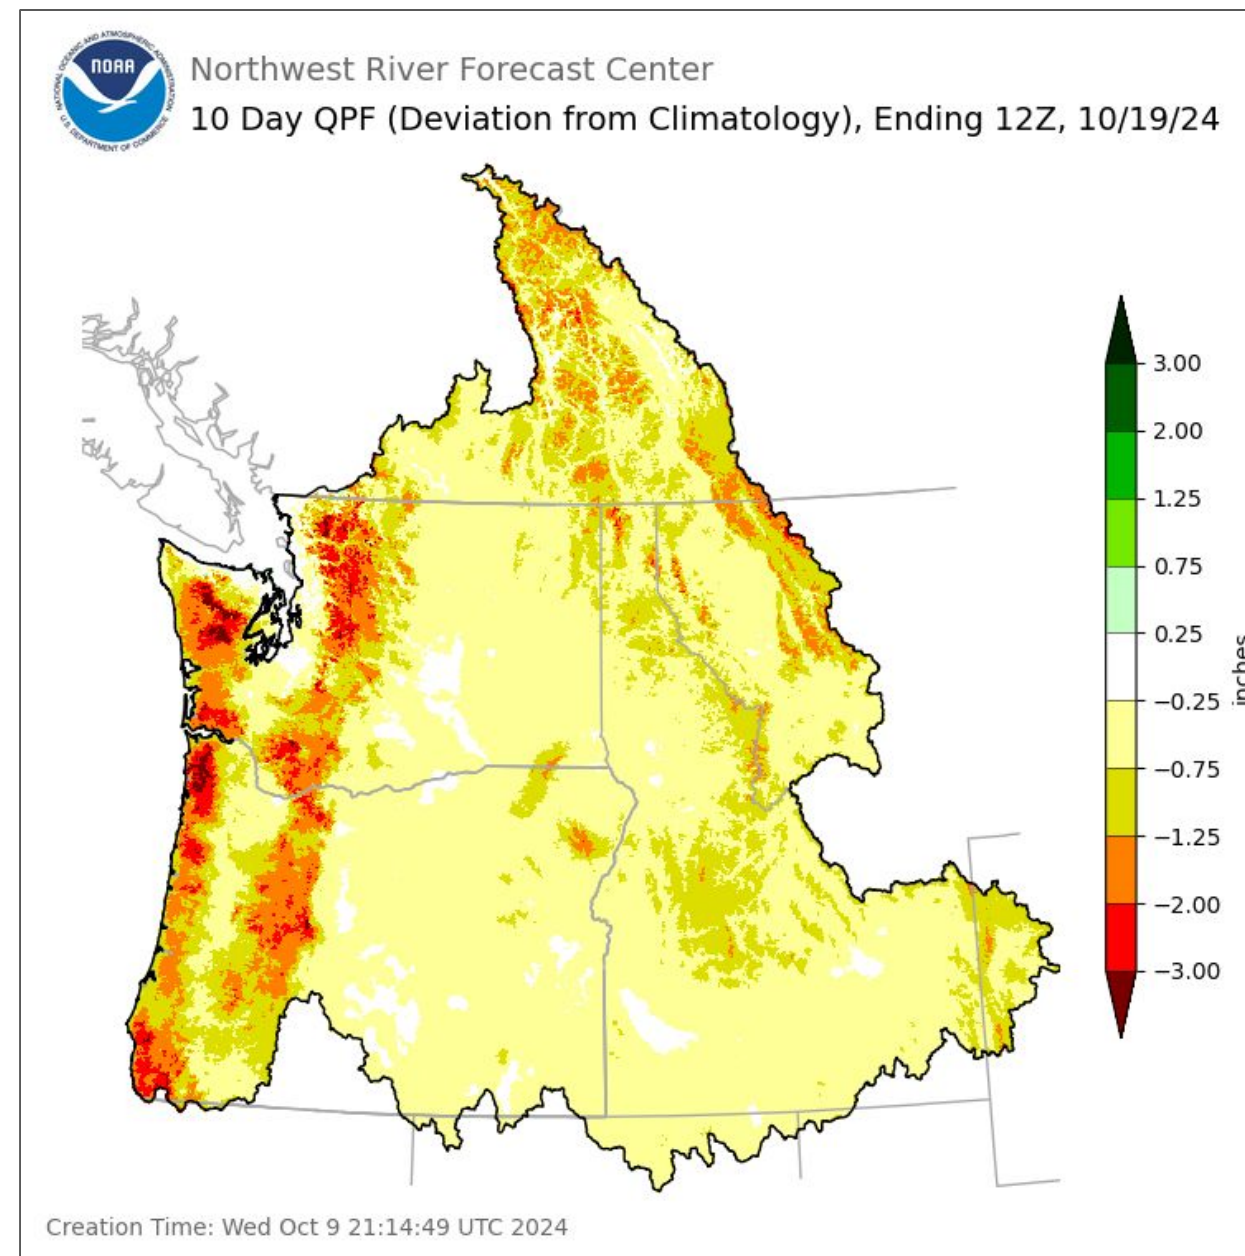 NATIONAL OCEANIC AND ATMOSPHERIC ADMINISTRATION
NOAA
U.S. DEPARTMENT OF COMMERCE
Northwest River Forecast Center
10 Day QPF (Deviation from Climatology), Ending 12Z, 10/19/24
3.00
2.00
1.25
0.75
0.25
−0.25
−0.75
−1.25
−2.00
−3.00
inches
Creation Time: Wed Oct 9 21:14:49 UTC 2024